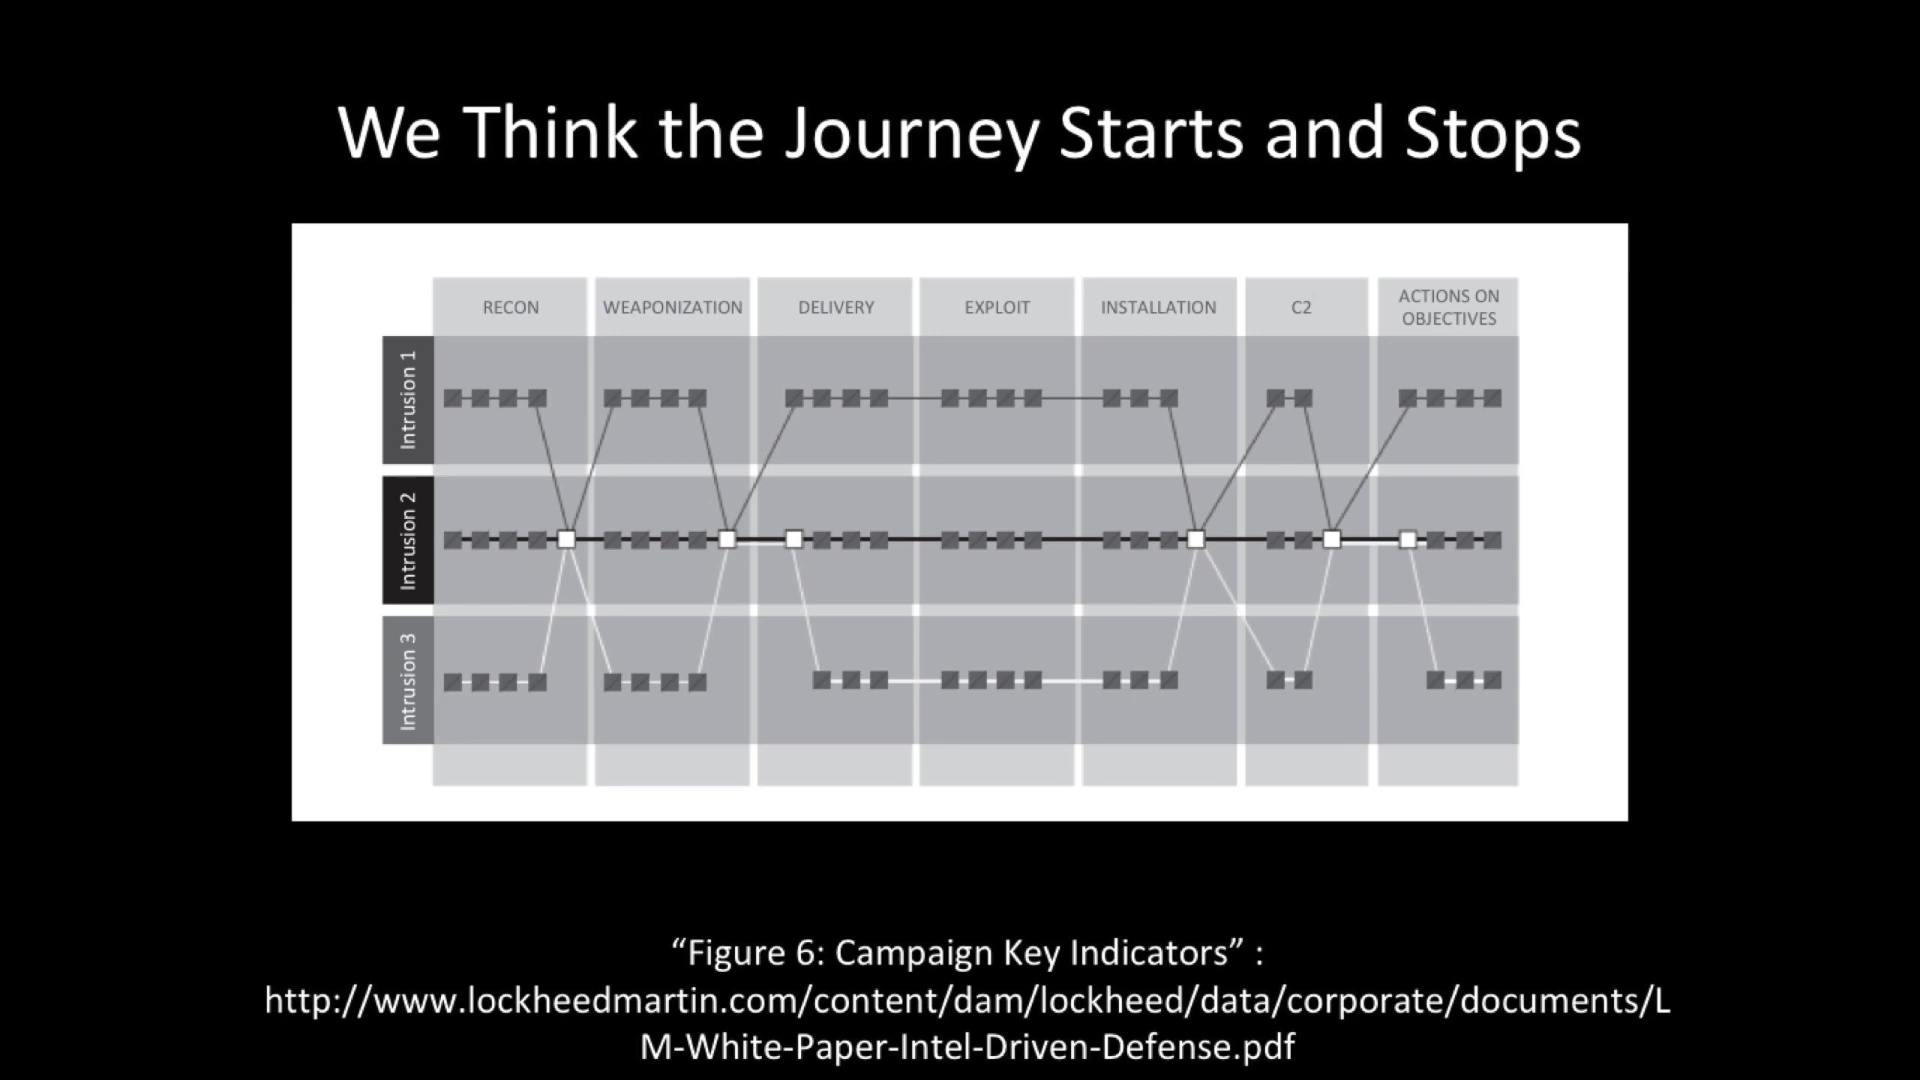 We Think the Journey Starts and Stops
RECON
WEAPONIZATION
DELIVERY
EXPLOIT
INSTALLATION
C2
ACTIONS ON
OBJECTIVES
Intrusion 1
Intrusion 2
Intrusion 3
“Figure 6: Campaign Key Indicators” :
http://www.lockheedmartin.com/content/dam/lockheed/data/corporate/documents/L
M-White-Paper-Intel-Driven-Defense.pdf